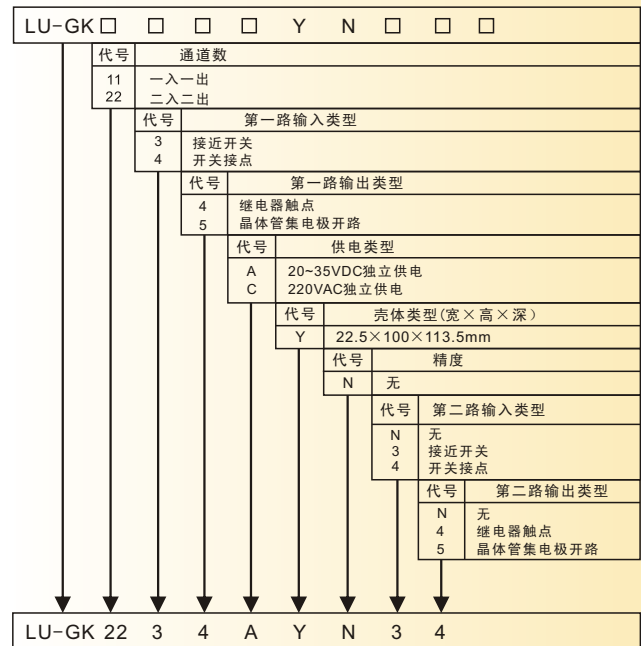 LU-GK □ □ □ □ Y N □ □ □
代号 通道数
11 一入一出
22 二入二出
代号 第一路输入类型
3 接近开关
4 开关接点
代号 第一路输出类型
4 继电器触点
5 晶体管集电极开路
代号 供电类型
A 20~35VDC独立供电
C 220VAC独立供电
代号 壳体类型(宽×高×深)
Y 22.5×100×113.5mm
代号 精度
N 无
代号 第二路输入类型
N 无
3 接近开关
4 开关接点
代号 第二路输出类型
N 无
4 继电器触点
5 晶体管集电极开路
LU-GK 22 3 4 A Y N 3 4